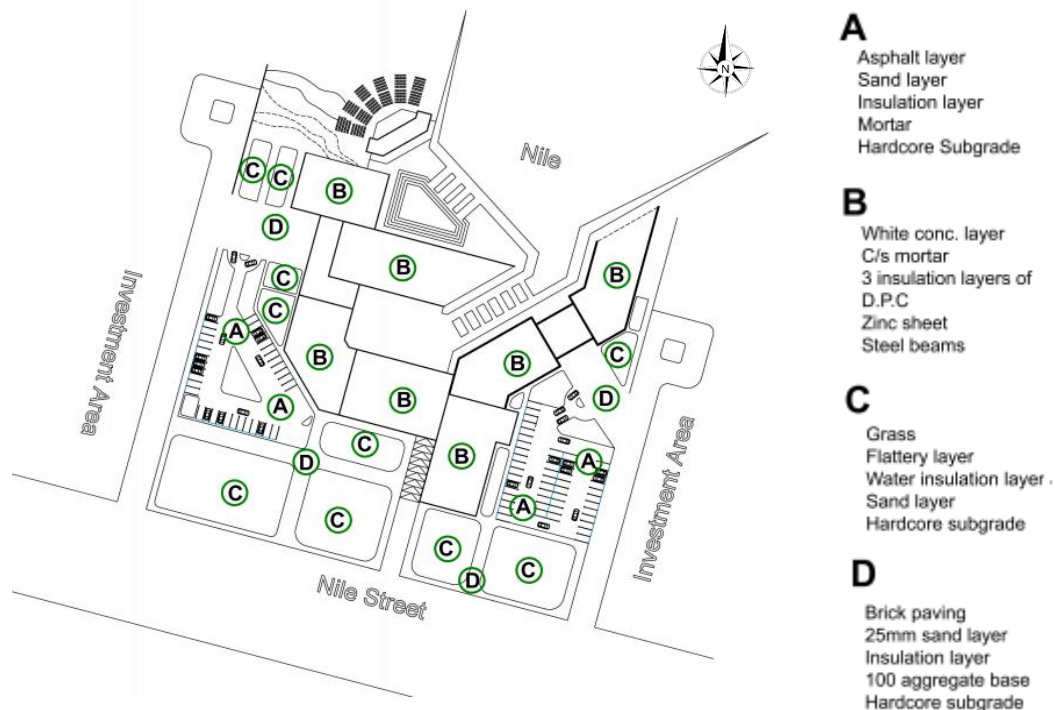 N
Nile
Investment Area
Investment Area
Nile Street
C
C
B
D
B
B
C
C
A
B
B
C
A
B
D
C
D
B
A
A
C
C
C
C
D
A
Asphalt layer
Sand layer
Insulation layer
Mortar
Hardcore Subgrade
B
White conc. layer
C/s mortar
3 insulation layers of
D.P.C
Zinc sheet
Steel beams
C
Grass
Flattery layer
Water insulation layer .
Sand layer
Hardcore subgrade
D
Brick paving
25mm sand layer
Insulation layer
100 aggregate base
Hardcore subgrade